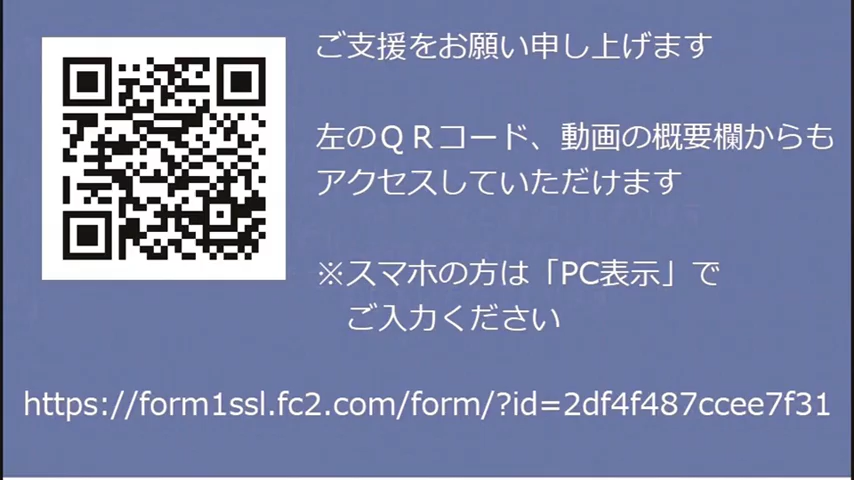 ご支援をお願い申し上げます
左のＱＲコード、動画の概要欄からも
アクセスしていただけます
※スマホの方は「PC表示」で
ご入力ください
https://form1ssl.fc2.com/form/?id=2df4f487ccee7f31